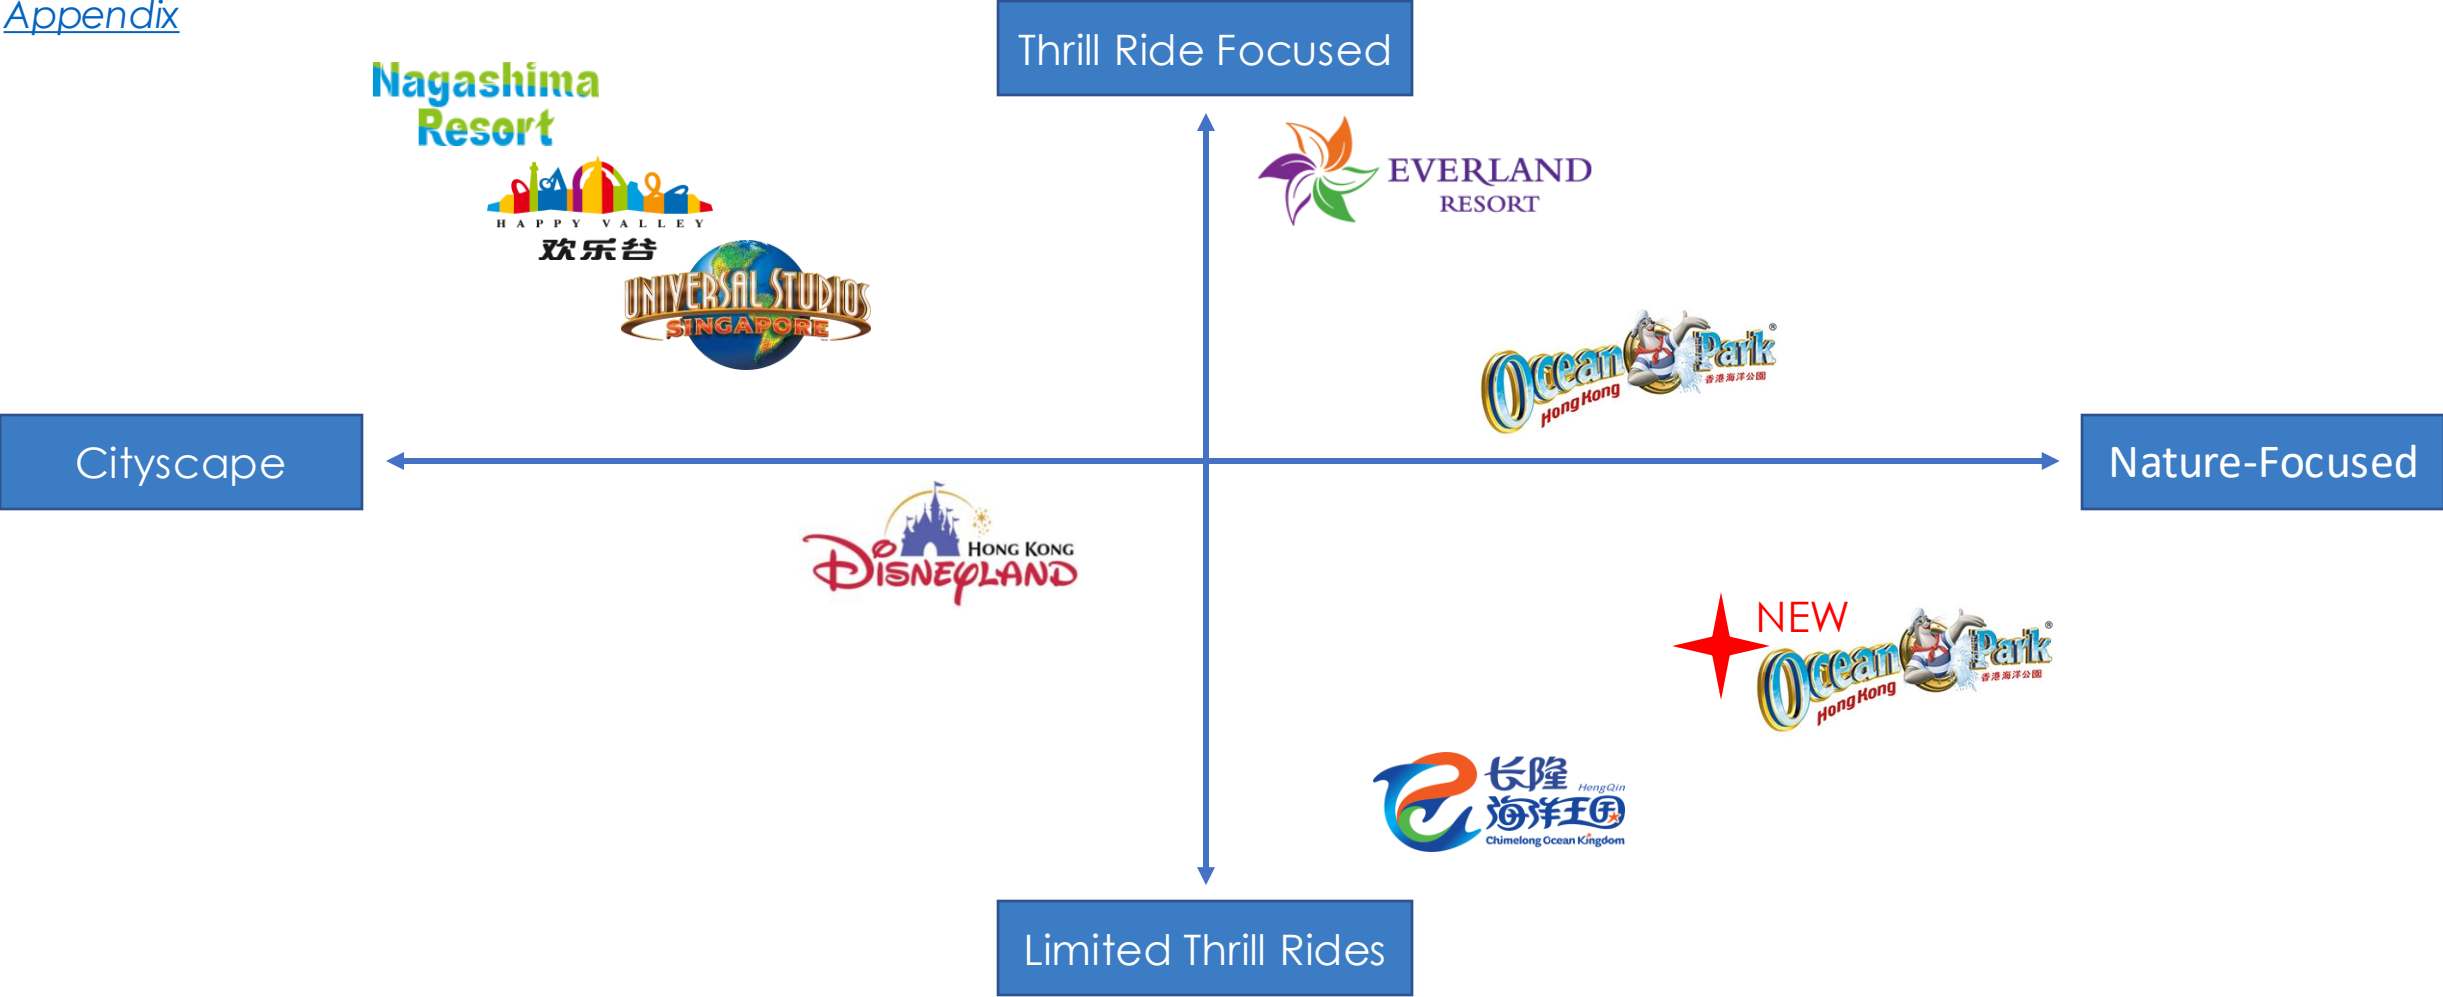 Appendix
Thrill Ride Focused
Nagashima
Resort
HAPPY VALLEY
欢乐谷
EVERLAND
RESORT
UNIVERSAL STUDIOS
SINGAPORE
Ocean Park ®
Hong Kong
香港海洋公園
Cityscape
Nature-Focused
HONG KONG
DISNEYLAND
NEW
Ocean Park ®
Hong Kong
香港海洋公園
长隆
HengQin
海洋王国
Chimelong Ocean Kingdom
Limited Thrill Rides